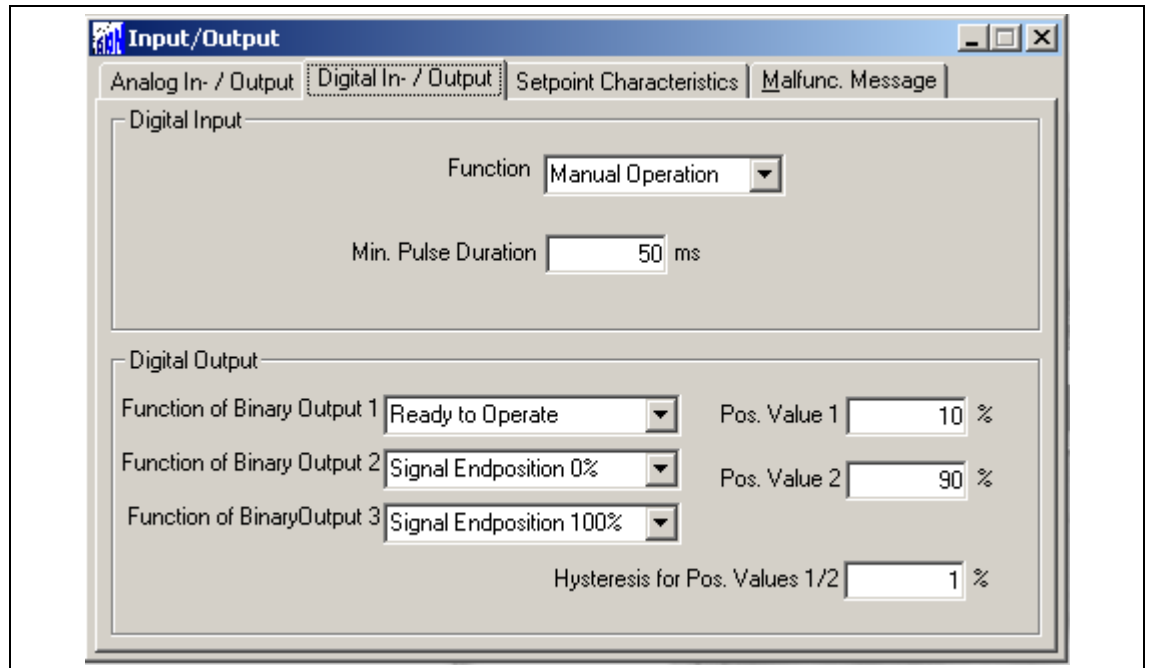 Input/Output
Analog In- / Output Digital In- / Output Setpoint Characteristics Malfunc. Message
Digital Input
Function Manual Operation
Min. Pulse Duration 50 ms
Digital Output
Function of Binary Output 1 Ready to Operate Pos. Value 1 10 %
Function of Binary Output 2 Signal Endposition 0% Pos. Value 2 90 %
Function of BinaryOutput 3 Signal Endposition 100%
Hysteresis for Pos. Values 1/2 1 %